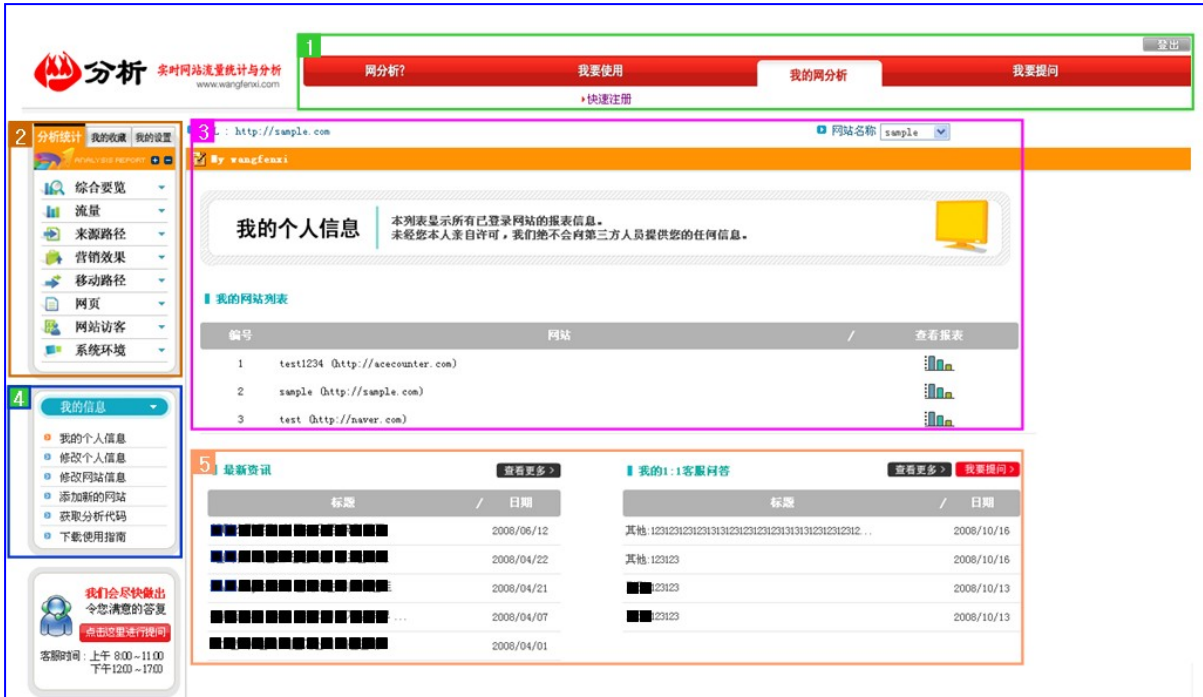 1
登出
分析 实时网站流量统计与分析
www.wangfenxi.com
网分析?
我要使用
我的网分析
我要提问
快速注册
2
分析统计 我的收藏 我的设置
ANALYSIS REPORT
综合要览
流量
来源路径
营销效果
移动路径
网页
网站访客
系统环境
3
L : http://sample.com
网站名称 sample
My wangfenxi
我的个人信息
本列表显示所有已登录网站的报表信息。
未经您本人亲自许可，我们绝不会向第三方人员提供您的任何信息。
我的网站列表
编号 网站 / 查看报表
1 test1234 (http://acecounter.com)
2 sample (http://sample.com)
3 test (http://naver.com)
4
我的信息
我的个人信息
修改个人信息
修改网站信息
添加新的网站
获取分析代码
下载使用指南
我们会尽快做出
令您满意的答复
点击这里进行提问
客服时间 : 上午 8:00~11:00
下午12:00~17:00
5
最新资讯 查看更多 >
标题 / 日期
2008/06/12
2008/04/22
2008/04/21
... 2008/04/07
2008/04/01
我的1:1客服问答 查看更多 > 我要提问 >
标题 / 日期
2008/10/16
其他:123123 2008/10/16
123123 2008/10/13
123123 2008/10/13